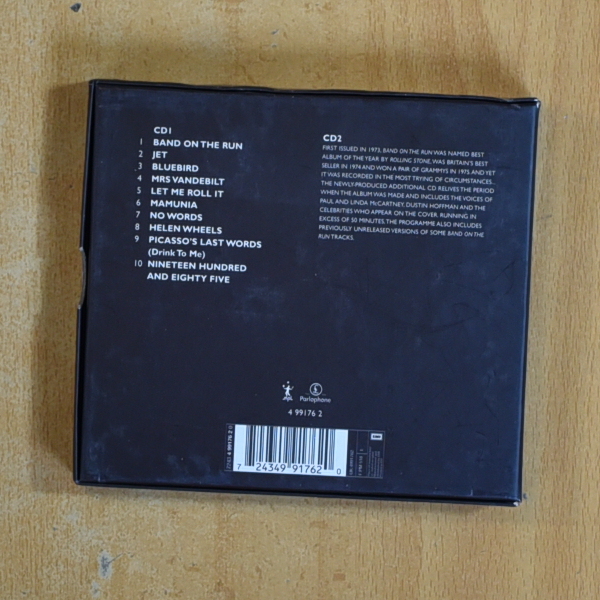 CD1
1 BAND ON THE RUN
2 JET
3 BLUEBIRD
4 MRS VANDEBILT
5 LET ME ROLL IT
6 MAMUNIA
7 NO WORDS
8 HELEN WHEELS
9 PICASSO'S LAST WORDS
(Drink To Me)
10 NINETEEN HUNDRED
AND EIGHTY FIVE
CD2
FIRST ISSUED IN 1973, BAND ON THE RUN WAS NAMED BEST
ALBUM OF THE YEAR BY ROLLING STONE, WAS BRITAIN'S BEST
SELLER IN 1974 AND WON A PAIR OF GRAMMYS IN 1975 AND YET
IT WAS RECORDED IN THE MOST TRYING OF CIRCUMSTANCES.
THE NEWLY-PRODUCED ADDITIONAL CD RELIVES THE PERIOD
WHEN THE ALBUM WAS MADE AND INCLUDES THE VOICES OF
PAUL AND LINDA McCARTNEY, DUSTIN HOFFMAN AND THE
CELEBRITIES WHO APPEAR ON THE COVER. RUNNING IN
EXCESS OF 50 MINUTES, THE PROGRAMME ALSO INCLUDES
PREVIOUSLY UNRELEASED VERSIONS OF SOME BAND ON THE
RUN TRACKS.
Parlophone
4 99176 2
4 99176 2 0
EMI
7 24349 91762 0